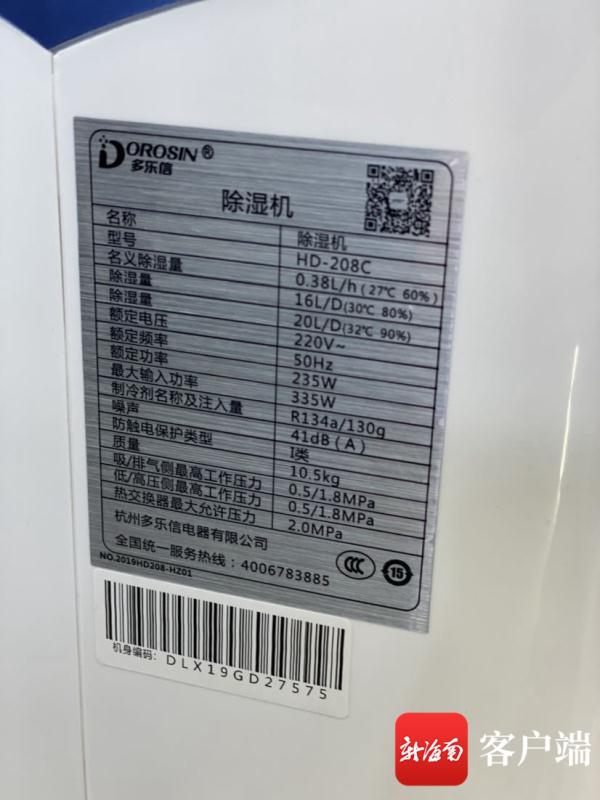 DOROSIN®
多乐信
除湿机
名称 除湿机
型号 HD-208C
名义除湿量 0.38L/h (27℃ 60%)
除湿量 16L/D(30℃ 80%)
除湿量 20L/D(32℃ 90%)
额定电压 220V~
额定频率 50Hz
额定功率 235W
最大输入功率 335W
制冷剂名称及注入量 R134a/130g
噪声 41dB（A）
防触电保护类型 I类
质量 10.5kg
吸/排气侧最高工作压力 0.5/1.8MPa
低/高压侧最高工作压力 0.5/1.8MPa
热交换器最大允许压力 2.0MPa
杭州多乐信电器有限公司
全国统一服务热线：4006783885
CCC 15
NO.2019HD208-HZ01
机身编码: DLX19GD27575
新海南 客户端